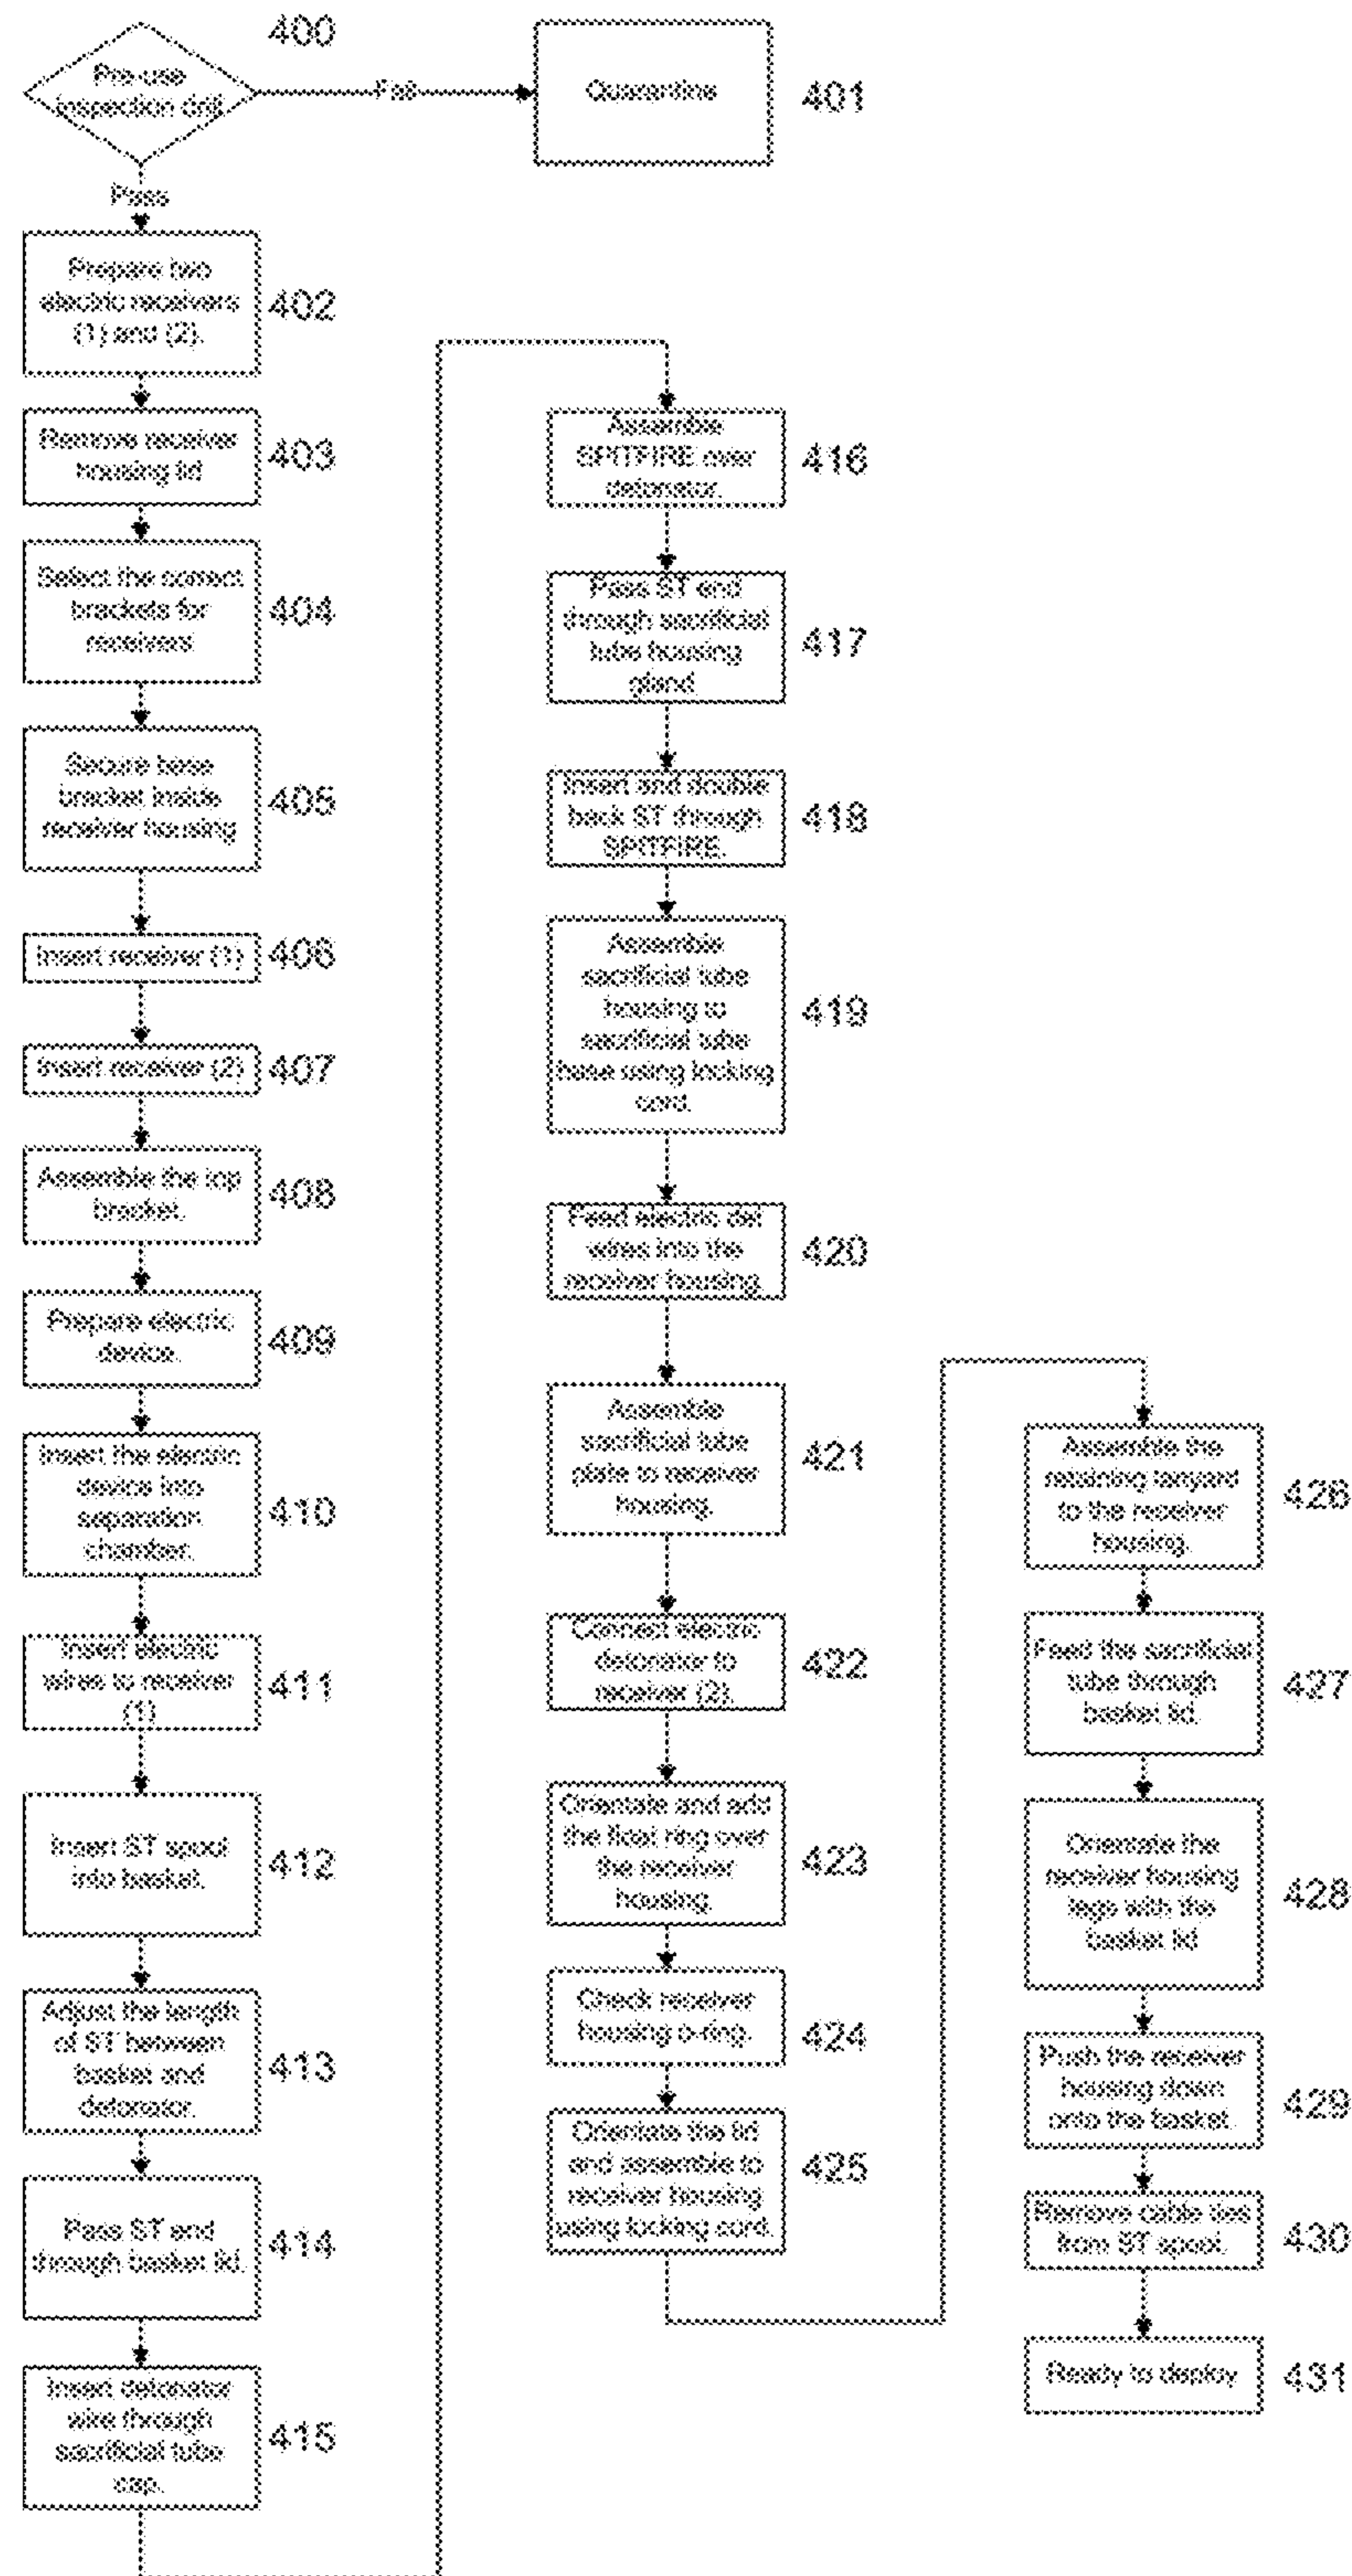 400
Pre-use
inspection drill
Fail
Quarantine
401
Pass
Prepare two
electric receivers
(1) and (2).
402
Remove receiver
housing lid
403
Select the correct
brackets for
receivers
404
Secure base
bracket inside
receiver housing
405
Insert receiver (1)
406
Insert receiver (2)
407
Assemble the top
bracket.
408
Prepare electric
device.
409
Insert the electric
device into
separation
chamber.
410
Insert electric
wires to receiver
(1)
411
Insert ST spool
into basket.
412
Adjust the length
of ST between
basket and
detonator.
413
Pass ST end
through basket lid.
414
Insert detonator
wire through
sacrificial tube
cap.
415
Assemble
SPITFIRE over
detonator.
416
Pass ST end
through sacrificial
tube housing
gland
417
Insert and double
back ST through
SPITFIRE.
418
Assemble
sacrificial tube
housing to
sacrificial tube
base using locking
cord.
419
Feed electric det
wires into the
receiver housing.
420
Assemble
sacrificial tube
plate to receiver
housing.
421
Connect electric
detonator to
receiver (2).
422
Orientate and add
the float ring over
the receiver
housing
423
Check receiver
housing o-ring.
424
Orientate the lid
and assemble to
receiver housing
using locking cord.
425
Assemble the
retaining lanyard
to the receiver
housing.
426
Feed the sacrificial
tube through
basket lid.
427
Orientate the
receiver housing
legs with the
basket lid
428
Push the receiver
housing down
onto the basket.
429
Remove cable ties
from ST spool.
430
Ready to deploy
431